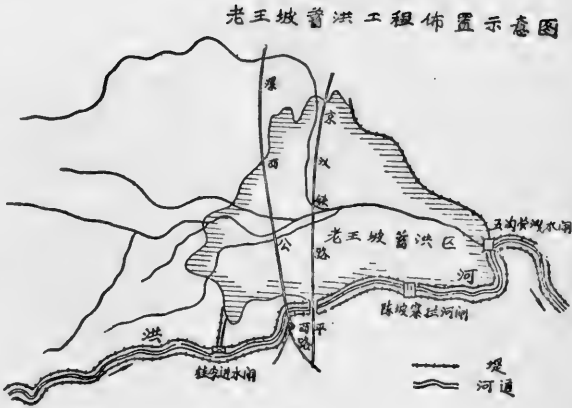 老王坡蓄洪工程佈置示意图
漯西公路
京汉铁路
五沟营洩水闸
老王坡蓄洪区
洪河
陈坡寨拦河闸
西平
桂李进水闸
堤
河道